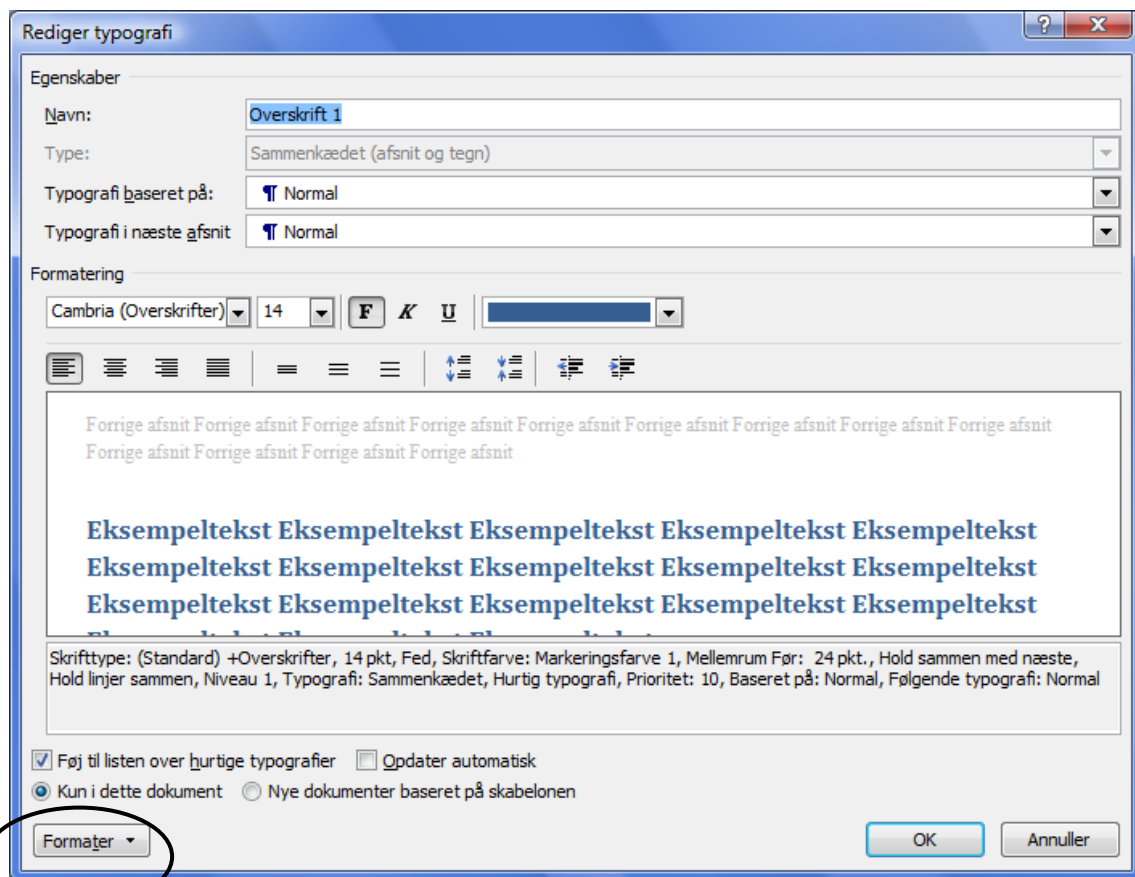 Rediger typografi
Egenskaber
Navn: Overskrift 1
Type: Sammenkædet (afsnit og tegn)
Typografi baseret på: ¶ Normal
Typografi i næste afsnit ¶ Normal
Formatering
Cambria (Overskrifter) 14 F K U
Forrige afsnit Forrige afsnit Forrige afsnit Forrige afsnit Forrige afsnit Forrige afsnit Forrige afsnit Forrige afsnit Forrige afsnit
Forrige afsnit Forrige afsnit Forrige afsnit Forrige afsnit
Eksempeltekst Eksempeltekst Eksempeltekst Eksempeltekst Eksempeltekst
Eksempeltekst Eksempeltekst Eksempeltekst Eksempeltekst Eksempeltekst
Eksempeltekst Eksempeltekst Eksempeltekst Eksempeltekst Eksempeltekst
Skrifttype: (Standard) +Overskrifter, 14 pkt, Fed, Skriftfarve: Markeringsfarve 1, Mellemrum Før:  24 pkt., Hold sammen med næste,
Hold linjer sammen, Niveau 1, Typografi: Sammenkædet, Hurtig typografi, Prioritet: 10, Baseret på: Normal, Følgende typografi: Normal
Føj til listen over hurtige typografier Opdater automatisk
Kun i dette dokument Nye dokumenter baseret på skabelonen
Formater OK Annuller